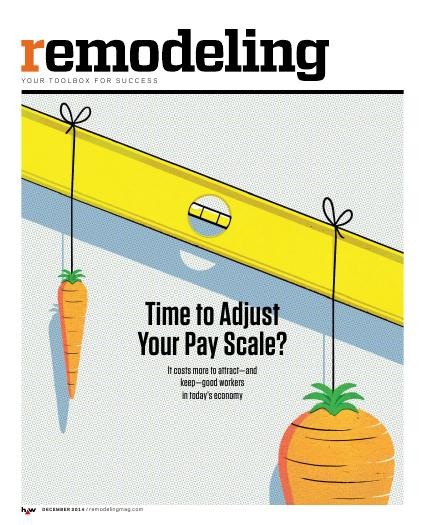 remodeling
YOUR TOOLBOX FOR SUCCESS
Time to Adjust
Your Pay Scale?
It costs more to attract—and
keep—good workers
in today's economy
h▲w DECEMBER 2014 / remodelingmag.com